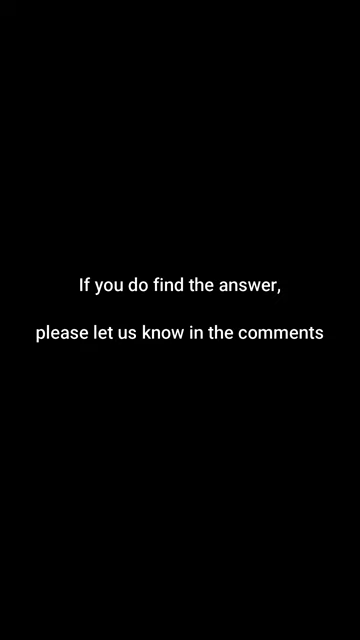 If you do find the answer,
please let us know in the comments